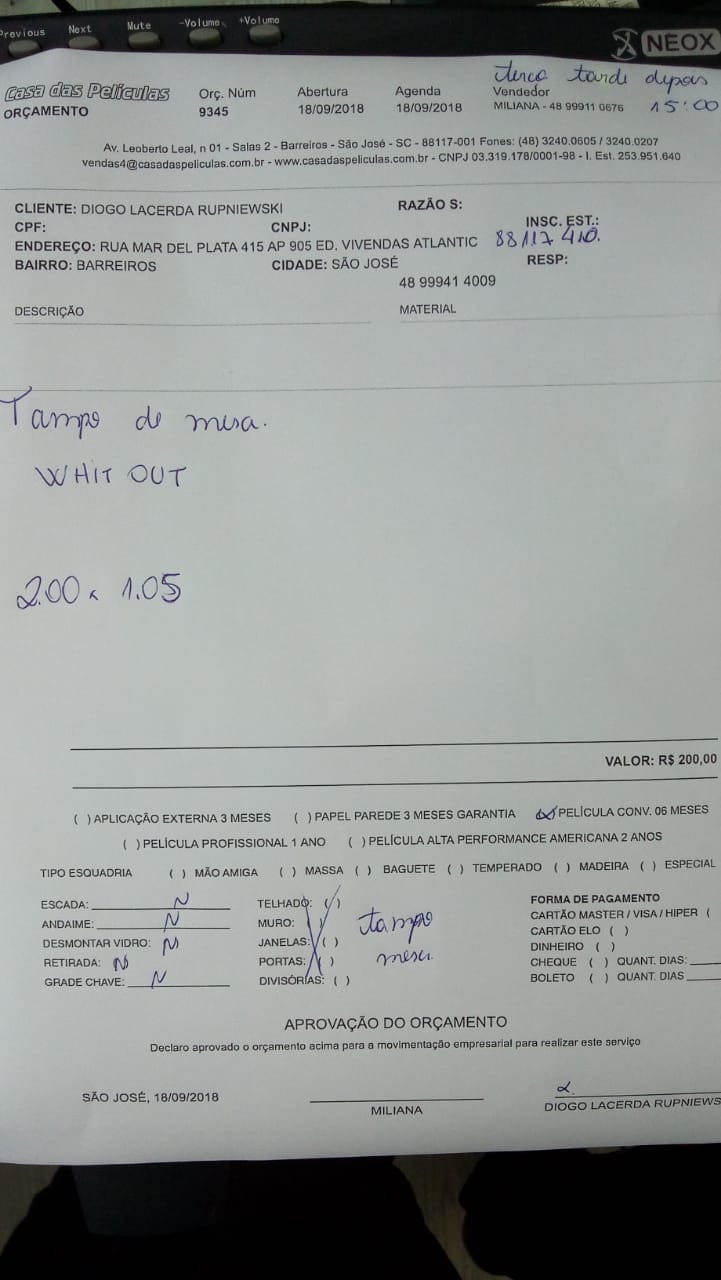 Previous Next Mute -Volume +Volume
NEOX
Terça tarde depois
15:00
Casa das Películas
ORÇAMENTO
Orç. Núm
9345
Abertura
18/09/2018
Agenda
18/09/2018
Vendedor
MILIANA - 48 99911 0676
Av. Leoberto Leal, n 01 - Salas 2 - Barreiros - São José - SC - 88117-001 Fones: (48) 3240.0605 / 3240.0207
vendas4@casadaspeliculas.com.br - www.casadaspeliculas.com.br - CNPJ 03.319.178/0001-98 - I. Est. 253.951.640
CLIENTE: DIOGO LACERDA RUPNIEWSKI RAZÃO S:
CPF: CNPJ: INSC. EST.:
ENDEREÇO: RUA MAR DEL PLATA 415 AP 905 ED. VIVENDAS ATLANTIC 88117 410.
BAIRRO: BARREIROS CIDADE: SÃO JOSÉ RESP:
48 99941 4009
DESCRIÇÃO MATERIAL
Tampo de mesa.
WHIT OUT
2.00 x 1.05
VALOR: R$ 200,00
( ) APLICAÇÃO EXTERNA 3 MESES ( ) PAPEL PAREDE 3 MESES GARANTIA (x) PELÍCULA CONV. 06 MESES
( ) PELÍCULA PROFISSIONAL 1 ANO ( ) PELÍCULA ALTA PERFORMANCE AMERICANA 2 ANOS
TIPO ESQUADRIA ( ) MÃO AMIGA ( ) MASSA ( ) BAGUETE ( ) TEMPERADO ( ) MADEIRA ( ) ESPECIAL
ESCADA: N
ANDAIME: N
DESMONTAR VIDRO: N
RETIRADA: N
GRADE CHAVE: N
TELHADO: ( )
MURO: ( )
JANELAS: ( )
PORTAS: ( )
DIVISÓRIAS: ( )
tampo
mesa
FORMA DE PAGAMENTO
CARTÃO MASTER / VISA / HIPER (
CARTÃO ELO ( )
DINHEIRO ( )
CHEQUE ( ) QUANT. DIAS:
BOLETO ( ) QUANT. DIAS
APROVAÇÃO DO ORÇAMENTO
Declaro aprovado o orçamento acima para a movimentação empresarial para realizar este serviço
SÃO JOSÉ, 18/09/2018
MILIANA
DIOGO LACERDA RUPNIEWS